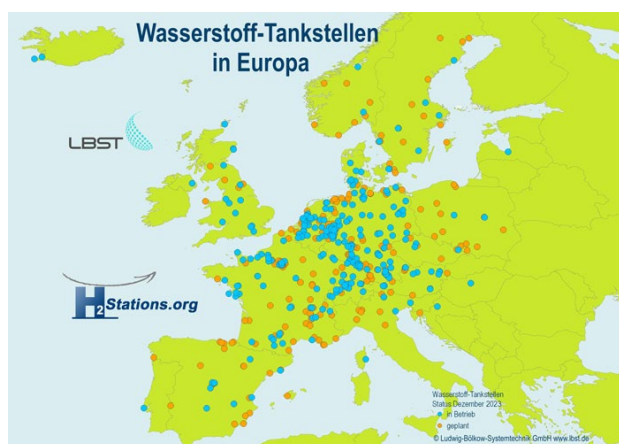 Wasserstoff-Tankstellen
in Europa
LBST
H2Stations.org
Wasserstoff-Tankstellen
Status Dezember 2023
in Betrieb
geplant
© Ludwig-Bölkow-Systemtechnik GmbH www.lbst.de